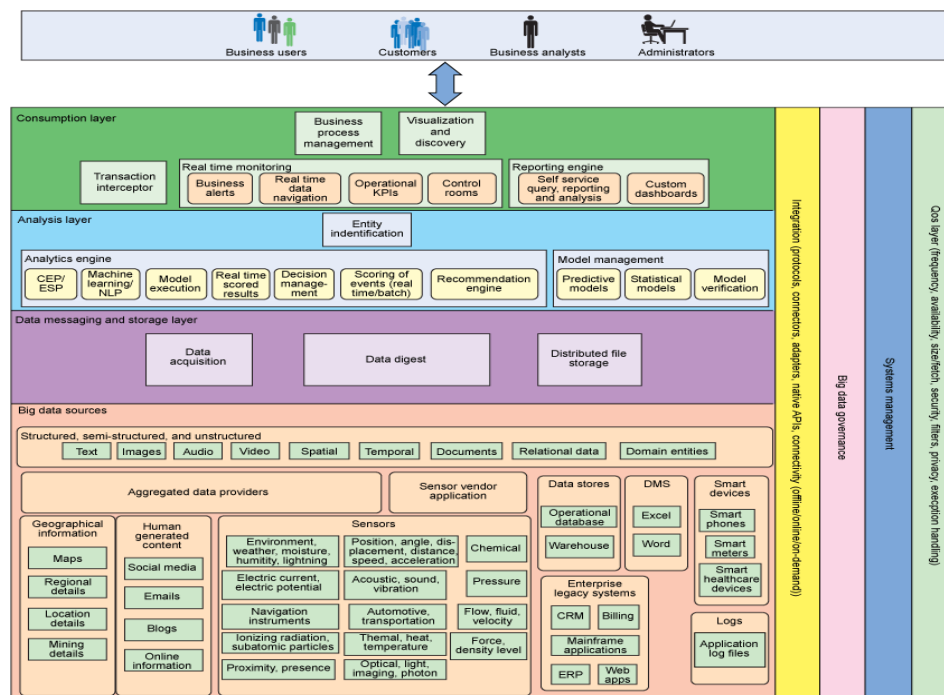 Business users
Customers
Business analysts
Administrators
Consumption layer
Business
process
management
Visualization
and
discovery
Transaction
interceptor
Real time monitoring
Business
alerts
Real time
data
navigation
Operational
KPIs
Control
rooms
Reporting engine
Self service
query, reporting
and analysis
Custom
dashboards
Analysis layer
Entity
indentification
Analytics engine
CEP/
ESP
Machine
learning/
NLP
Model
execution
Real time
scored
results
Decision
manage-
ment
Scoring of
events (real
time/batch)
Recommendation
engine
Model management
Predictive
models
Statistical
models
Model
verification
Data messaging and storage layer
Data
acquisition
Data digest
Distributed file
storage
Big data sources
Structured, semi-structured, and unstructured
Text
Images
Audio
Video
Spatial
Temporal
Documents
Relational data
Domain entities
Aggregated data providers
Sensor vendor
application
Data stores
Operational
database
Warehouse
DMS
Excel
Word
Smart
devices
Smart
phones
Smart
meters
Smart
healthcare
devices
Geographical
information
Maps
Regional
details
Location
details
Mining
details
Human
generated
content
Social media
Emails
Blogs
Online
information
Sensors
Environment,
weather, moisture,
humidity, lightning
Position, angle, dis-
placement, distance,
speed, acceleration
Chemical
Electric current,
electric potential
Acoustic, sound,
vibration
Pressure
Navigation
instruments
Automotive,
transportation
Flow, fluid,
velocity
Ionizing radiation,
subatomic particles
Themal, heat,
temperature
Force,
density level
Proximity, presence
Optical, light,
imaging, photon
Enterprise
legacy systems
CRM
Billing
Mainframe
applications
ERP
Web
apps
Logs
Application
log files
Integration (protocols, connectors, adapters, native APIs, connectivity (offline/online/on-demand))
Big data governance
Systems management
Qos layer (frequency, availability, size/fetch, security, filters, privacy, execption handling)